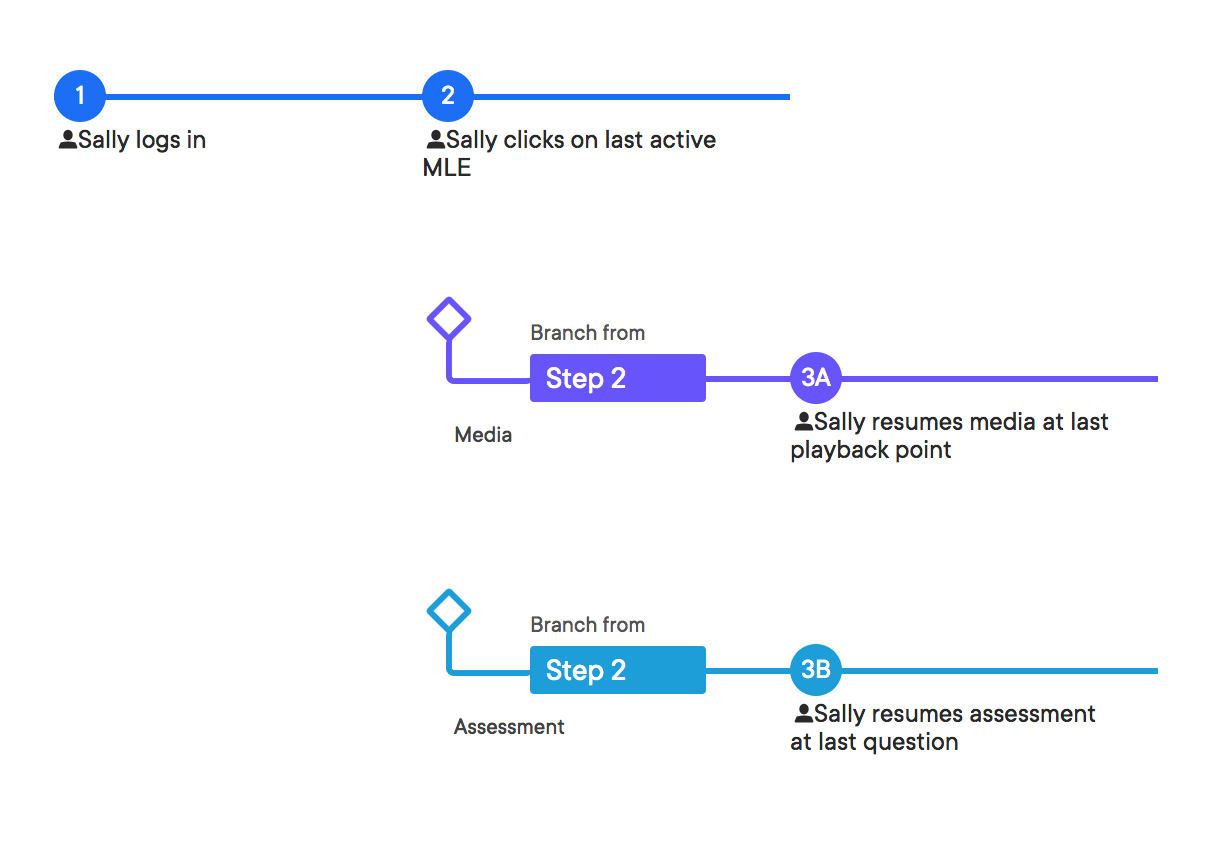 1
2
Sally logs in
Sally clicks on last active
MLE
Branch from
Step 2
3A
Media
Sally resumes media at last
playback point
Branch from
Step 2
3B
Assessment
Sally resumes assessment
at last question